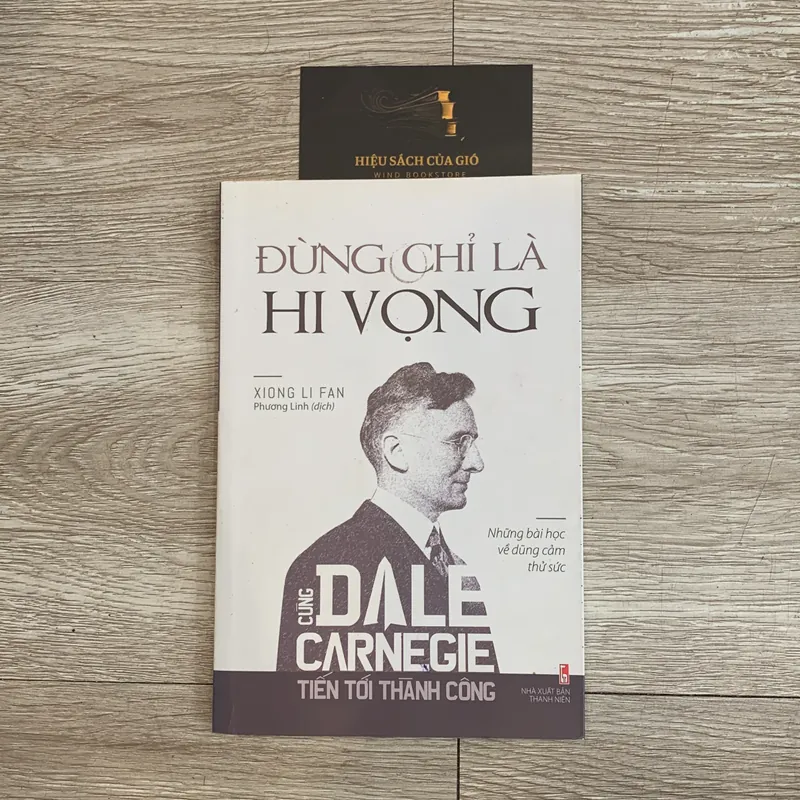 HIỆU SÁCH CỦA GIÓ
WIND BOOKSTORE
ĐỪNG CHỈ LÀ
HI VỌNG
XIONG LI FAN
Phương Linh (dịch)
Những bài học
về dũng cảm
thử sức
CÙNG
DALE
CARNEGIE
TIẾN TỚI THÀNH CÔNG
NHÀ XUẤT BẢN
THANH NIÊN